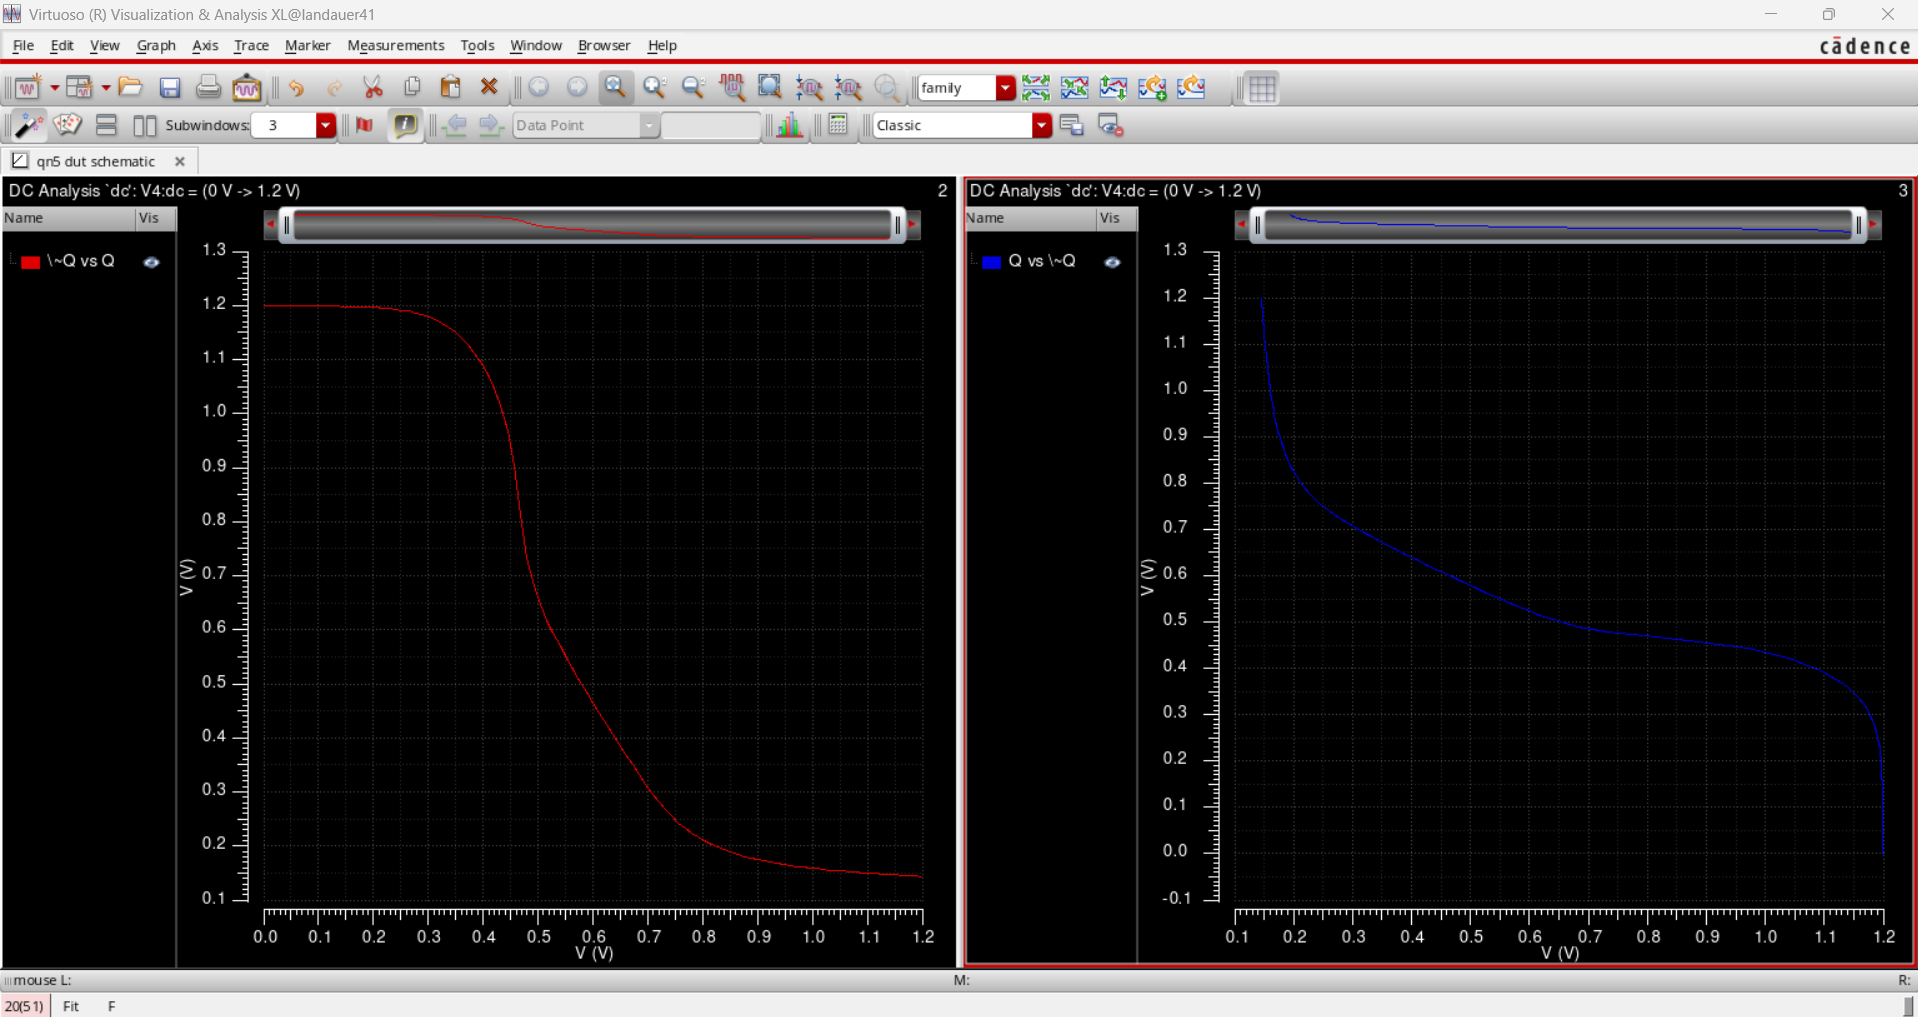 Virtuoso (R) Visualization & Analysis XL@landauer41
File Edit View Graph Axis Trace Marker Measurements Tools Window Browser Help
cādence
family
Subwindows: 3
Data Point
Classic
qn5 dut schematic
DC Analysis `dc': V4:dc = (0 V -> 1.2 V)
2
Name Vis
\~Q vs Q
1.3
1.2
1.1
1.0
0.9
0.8
0.7
0.6
0.5
0.4
0.3
0.2
0.1
V (V)
0.0 0.1 0.2 0.3 0.4 0.5 0.6 0.7 0.8 0.9 1.0 1.1 1.2
V (V)
DC Analysis `dc': V4:dc = (0 V -> 1.2 V)
3
Name Vis
Q vs \~Q
1.3
1.2
1.1
1.0
0.9
0.8
0.7
0.6
0.5
0.4
0.3
0.2
0.1
0.0
-0.1
V (V)
0.1 0.2 0.3 0.4 0.5 0.6 0.7 0.8 0.9 1.0 1.1 1.2
V (V)
mouse L: M: R:
20(51) Fit F